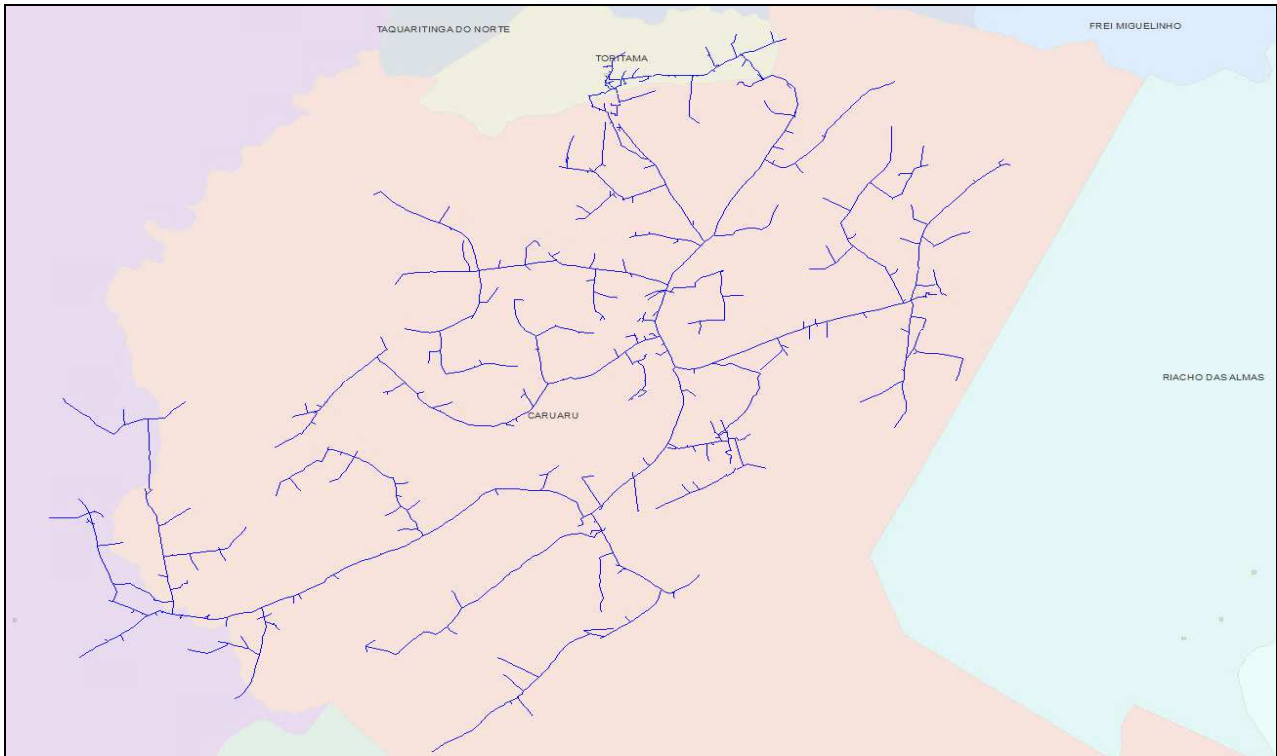 TAQUARITINGA DO NORTE
FREI MIGUELINHO
TORITAMA
RIACHO DAS ALMAS
CARUARU